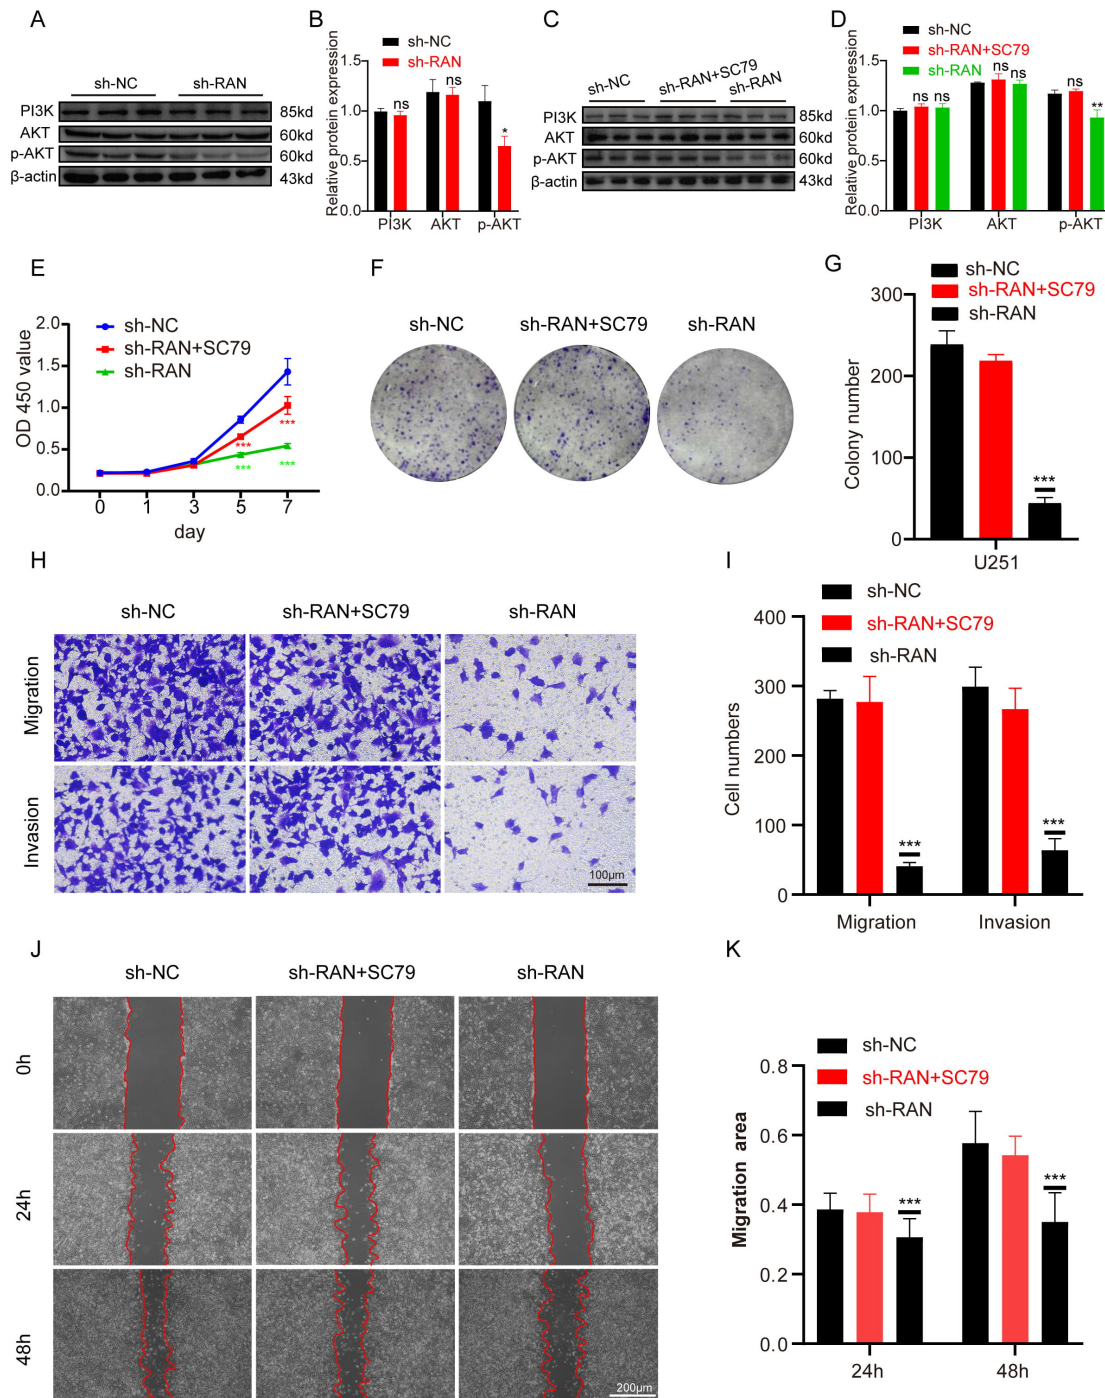 A
sh-NC sh-RAN
PI3K 85kd
AKT 60kd
p-AKT 60kd
β-actin 43kd
B
sh-NC
sh-RAN
Relative protein expression
1.5
1.0
0.5
0.0
ns
ns
*
PI3K AKT p-AKT
C
sh-NC sh-RAN+SC79 sh-RAN
PI3K 85kd
AKT 60kd
p-AKT 60kd
β-actin 43kd
D
sh-NC
sh-RAN+SC79
sh-RAN
Relative protein expression
1.5
1.0
0.5
0.0
ns ns
ns ns
ns
**
PI3K AKT p-AKT
E
OD 450 value
2.0
1.5
1.0
0.5
0.0
sh-NC
sh-RAN+SC79
sh-RAN
*** ***
*** ***
0 1 3 5 7
day
F
sh-NC sh-RAN+SC79 sh-RAN
G
sh-NC
sh-RAN+SC79
sh-RAN
Colony number
300
200
100
0
***
U251
H
sh-NC sh-RAN+SC79 sh-RAN
Migration
Invasion
100μm
I
sh-NC
sh-RAN+SC79
sh-RAN
Cell numbers
400
300
200
100
0
*** ***
Migration Invasion
J
sh-NC sh-RAN+SC79 sh-RAN
0h
24h
48h
200μm
K
sh-NC
sh-RAN+SC79
sh-RAN
Migration area
0.8
0.6
0.4
0.2
0.0
*** ***
24h 48h